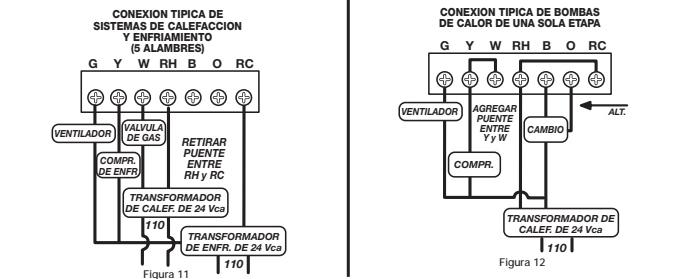 CONEXION TIPICA DE
SISTEMAS DE CALEFACCION
Y ENFRIAMIENTO
(5 ALAMBRES)
G Y W RH B O RC
VENTILADOR
VALVULA
DE GAS
COMPR.
DE ENFR
RETIRAR
PUENTE
ENTRE
RH y RC
TRANSFORMADOR
DE CALEF. DE 24 Vca
110
TRANSFORMADOR
DE ENFR. DE 24 Vca
110
Figura 11
CONEXION TIPICA DE BOMBAS
DE CALOR DE UNA SOLA ETAPA
G Y W RH B O RC
VENTILADOR
AGREGAR
PUENTE
ENTRE
Y y W
CAMBIO
ALT.
COMPR.
TRANSFORMADOR DE
CALEF. DE 24 Vca
110
Figura 12